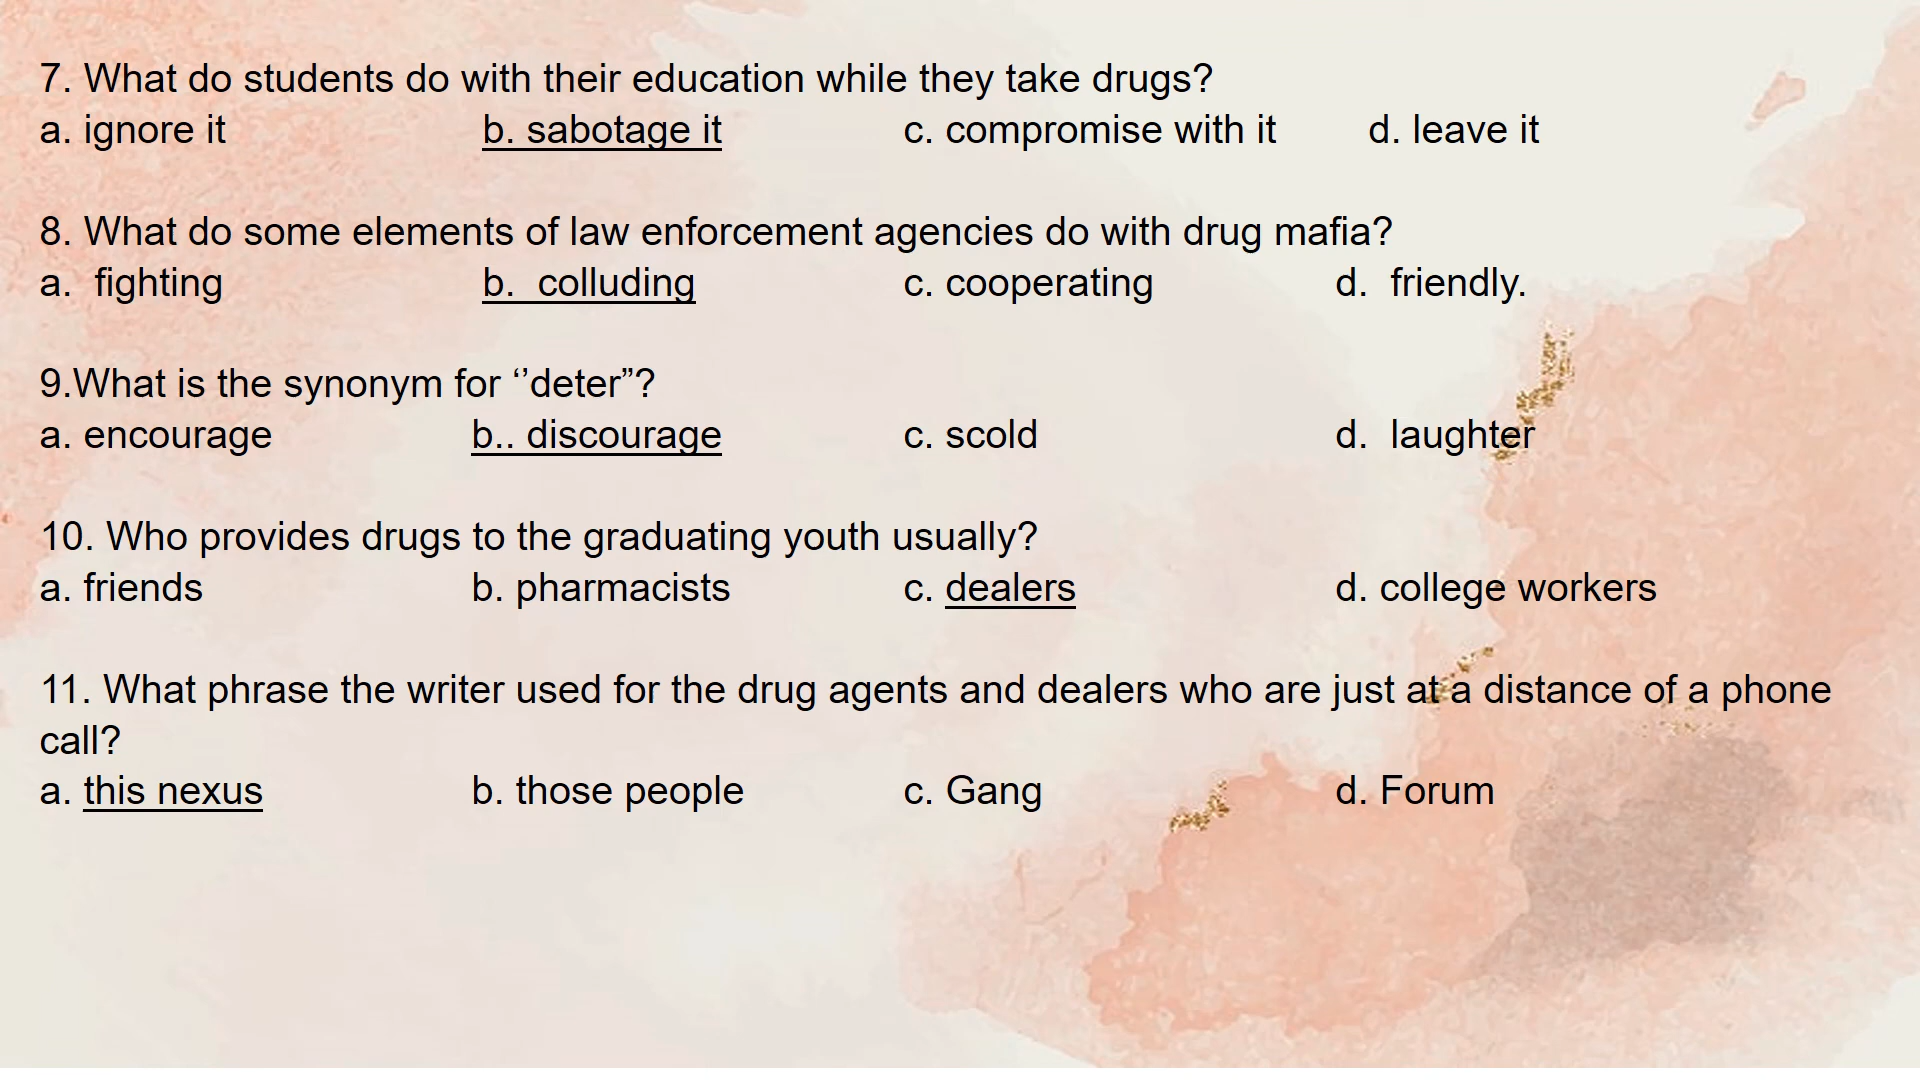 7. What do students do with their education while they take drugs?
a. ignore it b. sabotage it c. compromise with it d. leave it
8. What do some elements of law enforcement agencies do with drug mafia?
a. fighting b. colluding c. cooperating d. friendly.
9.What is the synonym for ‘’deter”?
a. encourage b.. discourage c. scold d. laughter
10. Who provides drugs to the graduating youth usually?
a. friends b. pharmacists c. dealers d. college workers
11. What phrase the writer used for the drug agents and dealers who are just at a distance of a phone
call?
a. this nexus b. those people c. Gang d. Forum